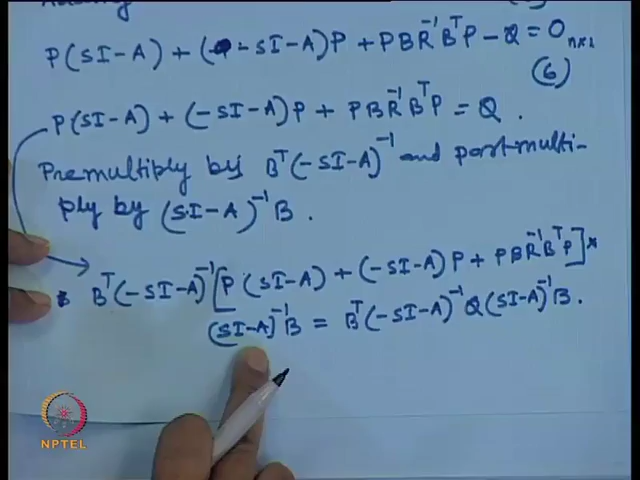 P(SI-A) + (-SI-A)P + PBR⁻¹BᵀP - Q = 0ₙₓₙ
(6)
P(SI-A) + (-SI-A)P + PBR⁻¹BᵀP = Q .
Premultiply by Bᵀ(-SI-A)⁻¹ and post-multi-
ply by (SI-A)⁻¹B .
Bᵀ(-SI-A)⁻¹[P(SI-A) + (-SI-A)P + PBR⁻¹BᵀP]*
(SI-A)⁻¹B = Bᵀ(-SI-A)⁻¹Q(SI-A)⁻¹B .
NPTEL